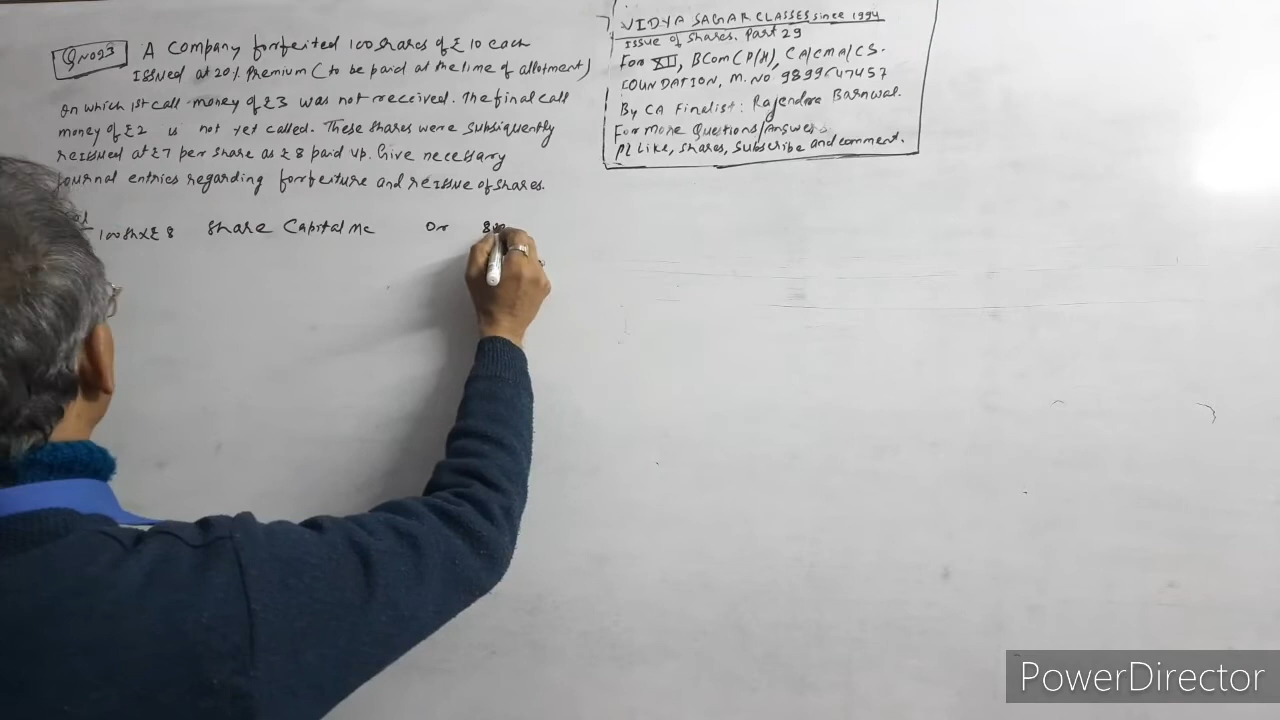 QNo93 A company forfeited 100 shares of ₹ 10 each
issued at 20% premium (to be paid at the time of allotment)
on which 1st call money of ₹3 was not received. The final call
money of ₹2 is not yet called. These shares were subsiquently
reissued at ₹7 per share as ₹8 paid up. Give necessary
Journal entries regarding forfeiture and reissue of shares.
100sh×₹8 Share Capital A/c Dr
VIDYA SAGAR CLASSES since 1994
Issue of Shares. Part 29
For XII, BCom(P/H), CA/CMA/CS.
FOUNDATION, M. No
By CA Finalist: Rajendra Barnwal.
For more Questions/Answers
Pl Like, Shares, Subscribe and comment.
PowerDirector